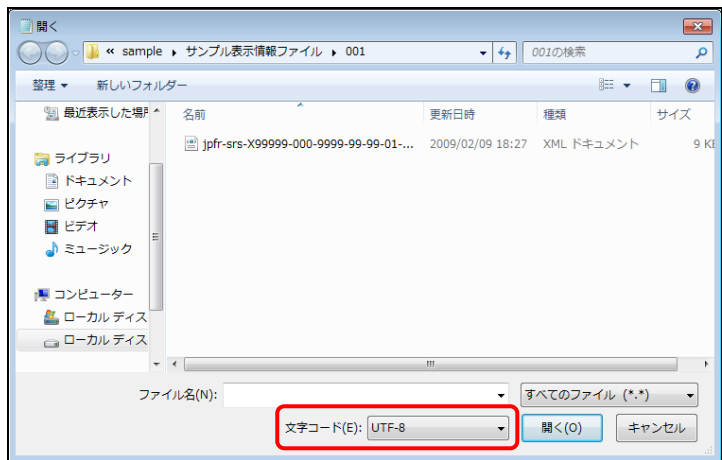 開く
« sample ▸ サンプル表示情報ファイル ▸ 001
001の検索
整理 ▼ 新しいフォルダー
最近表示した場所
ライブラリ
ドキュメント
ピクチャ
ビデオ
ミュージック
コンピューター
ローカル ディス
ローカル ディス
名前 更新日時 種類 サイズ
jpfr-srs-X99999-000-9999-99-99-01-... 2009/02/09 18:27 XML ドキュメント 9 KB
ファイル名(N): すべてのファイル (*.*)
文字コード(E): UTF-8 開く(O) キャンセル